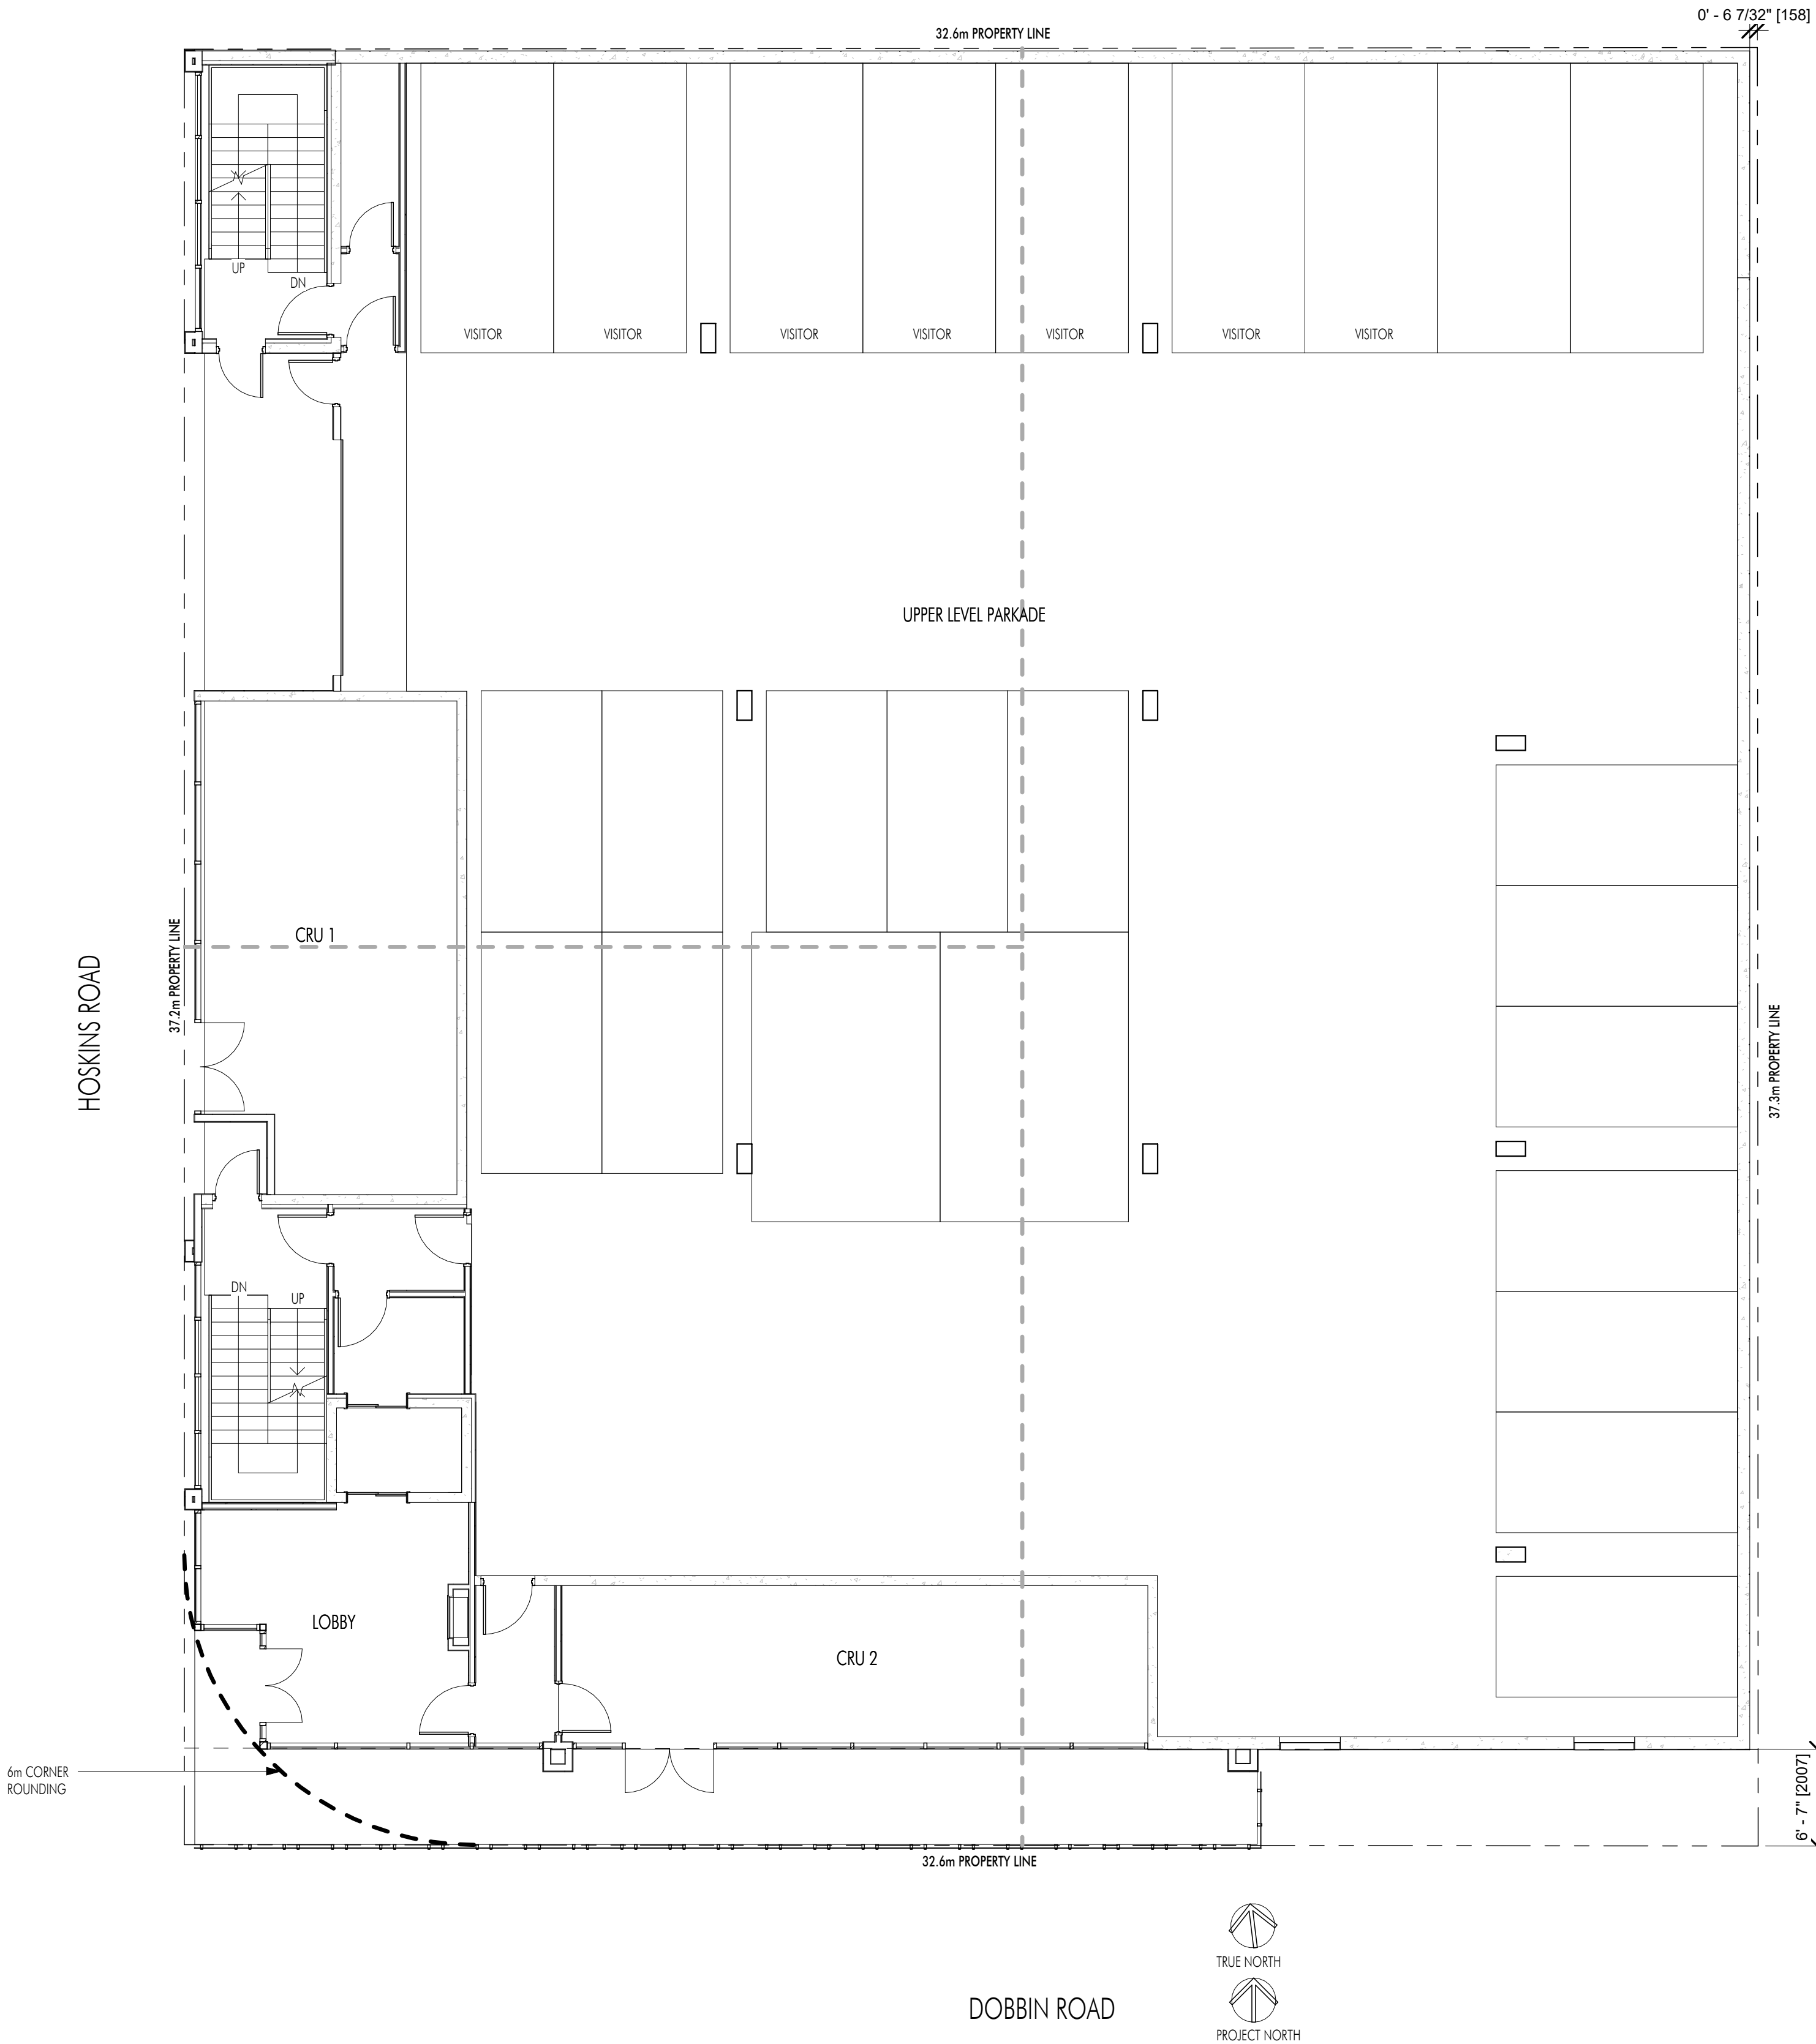 0' - 6 7/32" [158]
32.6m PROPERTY LINE
UP
DN
VISITOR
VISITOR
VISITOR
VISITOR
VISITOR
VISITOR
VISITOR
UPPER LEVEL PARKADE
CRU 1
37.2m PROPERTY LINE
HOSKINS ROAD
37.3m PROPERTY LINE
DN
UP
LOBBY
CRU 2
6m CORNER
ROUNDING
6' - 7" [2007]
32.6m PROPERTY LINE
TRUE NORTH
DOBBIN ROAD
PROJECT NORTH